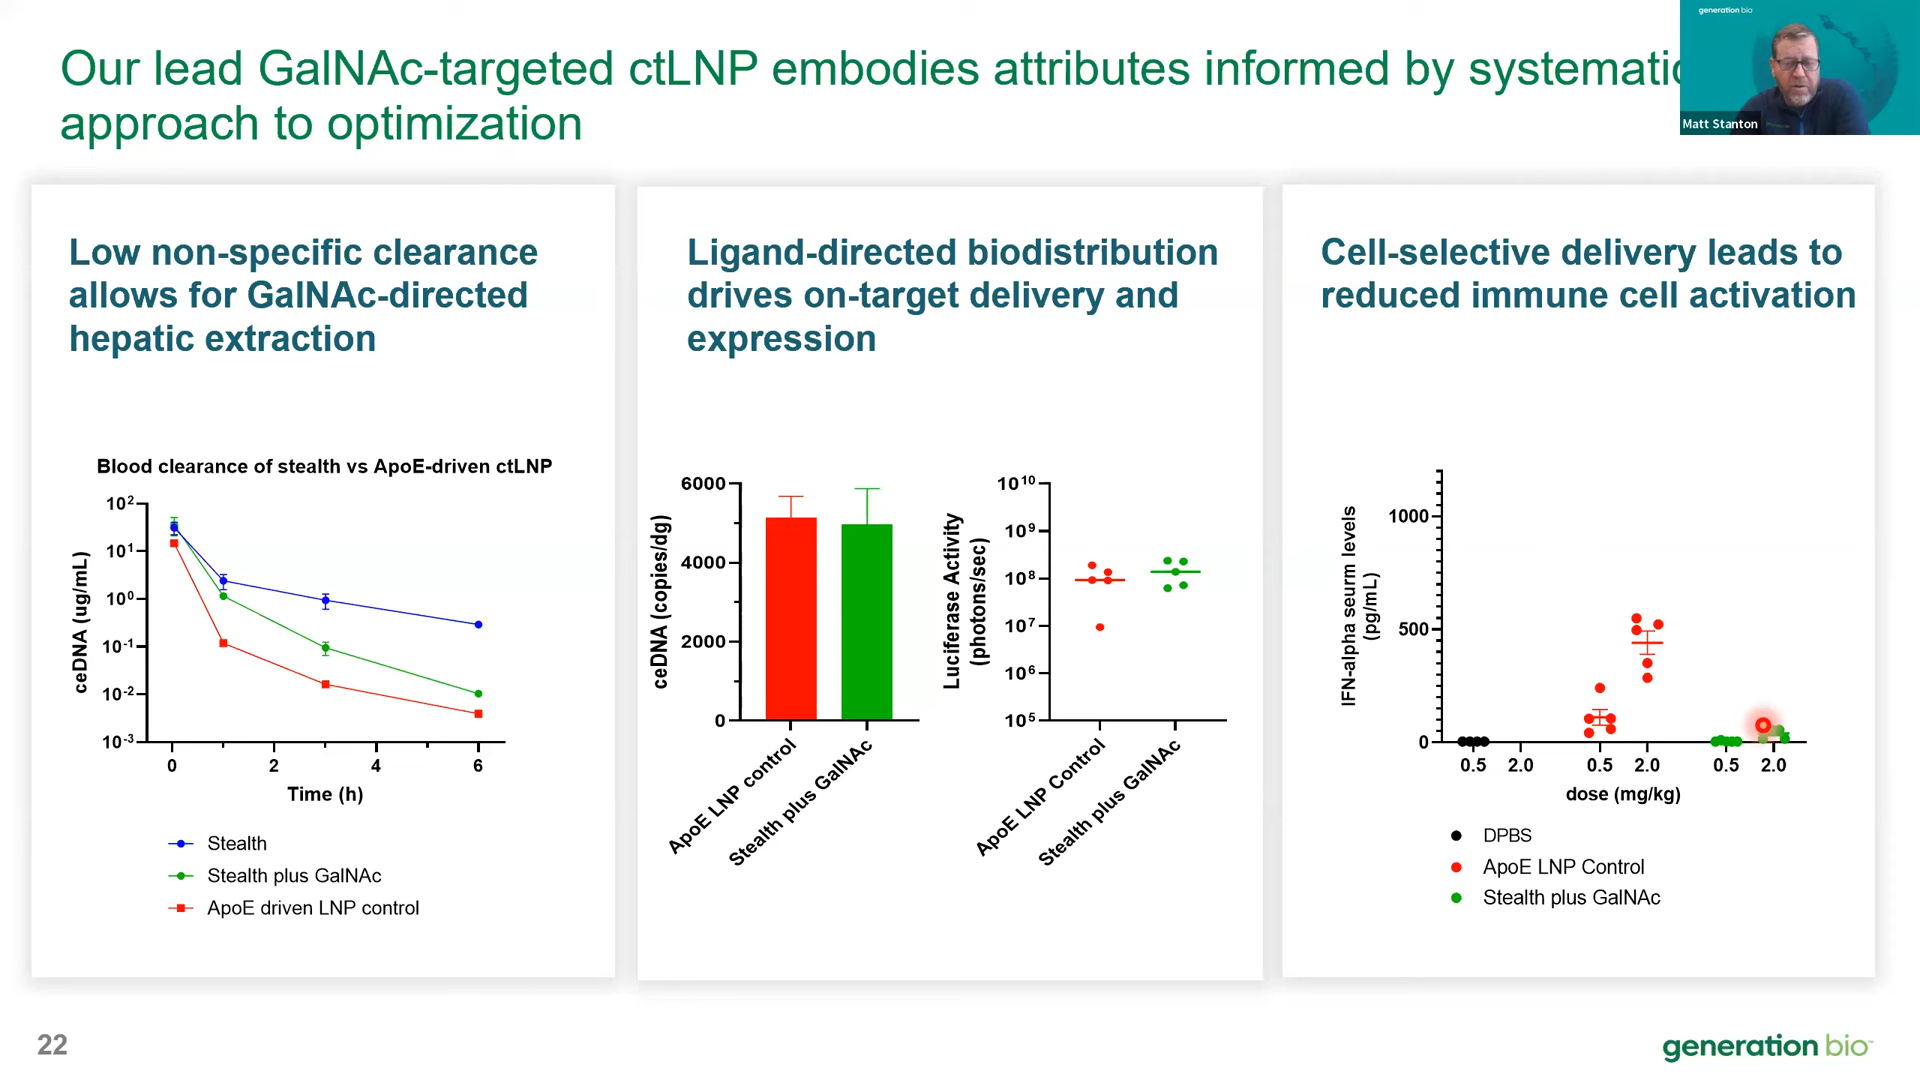 generation bio
Matt Stanton
Our lead GalNAc-targeted ctLNP embodies attributes informed by systematic
approach to optimization
Low non-specific clearance
allows for GalNAc-directed
hepatic extraction
Blood clearance of stealth vs ApoE-driven ctLNP
ceDNA (ug/mL)
10²
10¹
10⁰
10⁻¹
10⁻²
10⁻³
0 2 4 6
Time (h)
Stealth
Stealth plus GalNAc
ApoE driven LNP control
Ligand-directed biodistribution
drives on-target delivery and
expression
ceDNA (copies/dg)
6000
4000
2000
0
ApoE LNP control
Stealth plus GalNAc
Luciferase Activity
(photons/sec)
10¹⁰
10⁹
10⁸
10⁷
10⁶
10⁵
ApoE LNP Control
Stealth plus GalNAc
Cell-selective delivery leads to
reduced immune cell activation
IFN-alpha seurm levels
(pg/mL)
1000
500
0
0.5 2.0 0.5 2.0 0.5 2.0
dose (mg/kg)
DPBS
ApoE LNP Control
Stealth plus GalNAc
22
generation bio™